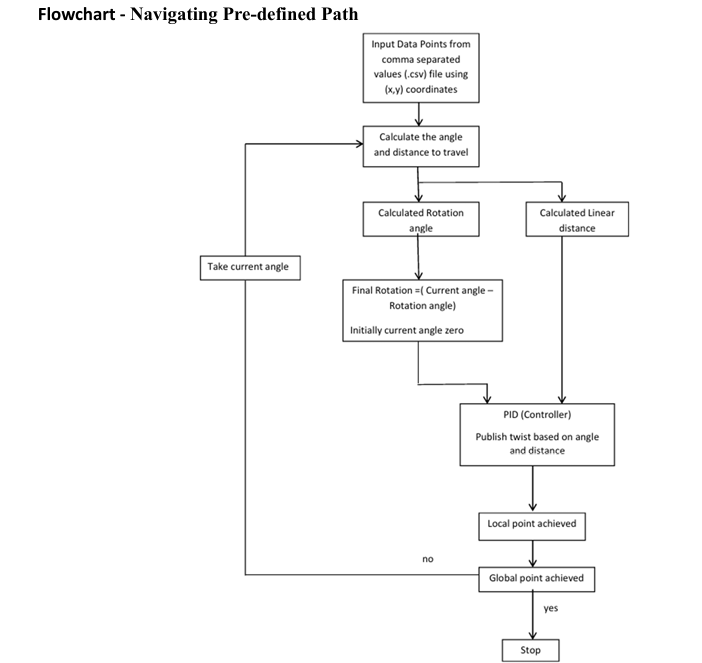 Flowchart - Navigating Pre-defined Path
Input Data Points from
comma separated
values (.csv) file using
(x,y) coordinates
Calculate the angle
and distance to travel
Calculated Rotation
angle
Calculated Linear
distance
Take current angle
Final Rotation =( Current angle –
Rotation angle)
Initially current angle zero
PID (Controller)
Publish twist based on angle
and distance
Local point achieved
no
Global point achieved
yes
Stop